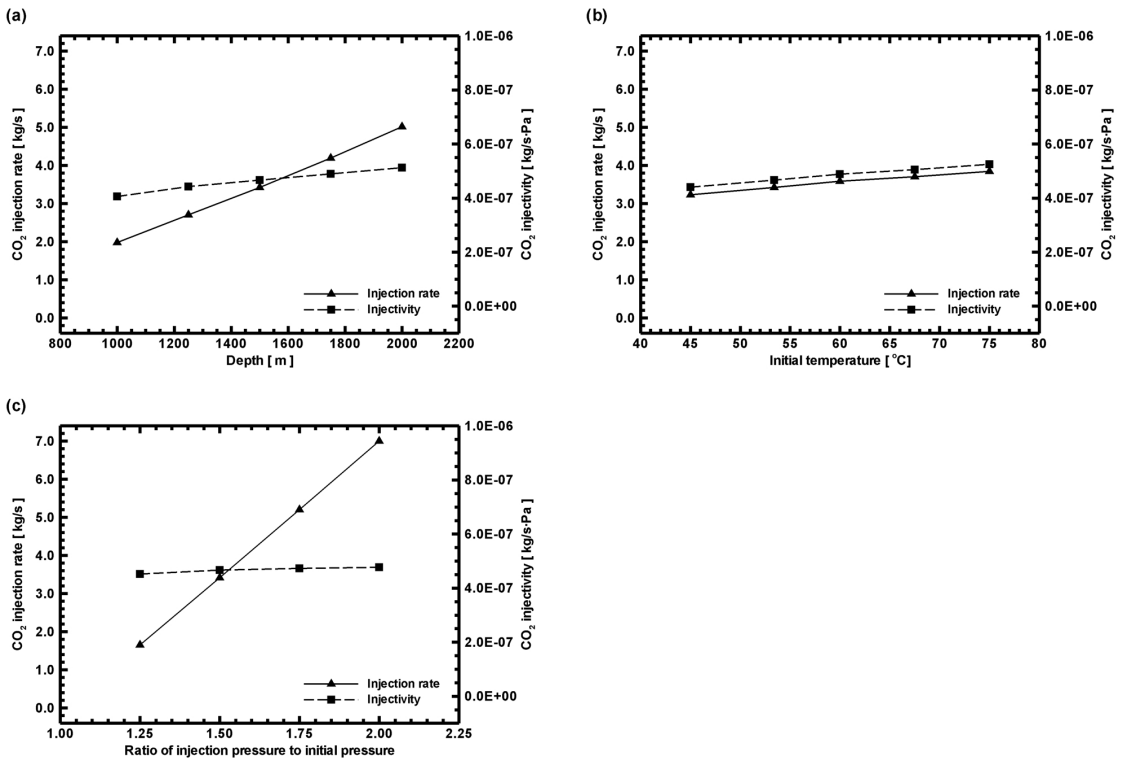 (a)
7.0
6.0
5.0
4.0
3.0
2.0
1.0
0.0
CO2 injection rate [ kg/s ]
1.0E-06
8.0E-07
6.0E-07
4.0E-07
2.0E-07
0.0E+00
CO2 injectivity [ kg/s·Pa ]
Injection rate
Injectivity
800 1000 1200 1400 1600 1800 2000 2200
Depth [ m ]
(b)
7.0
6.0
5.0
4.0
3.0
2.0
1.0
0.0
CO2 injection rate [ kg/s ]
1.0E-06
8.0E-07
6.0E-07
4.0E-07
2.0E-07
0.0E+00
CO2 injectivity [ kg/s·Pa ]
Injection rate
Injectivity
40 45 50 55 60 65 70 75 80
Initial temperature [ °C]
(c)
7.0
6.0
5.0
4.0
3.0
2.0
1.0
0.0
CO2 injection rate [ kg/s ]
1.0E-06
8.0E-07
6.0E-07
4.0E-07
2.0E-07
0.0E+00
CO2 injectivity [ kg/s·Pa ]
Injection rate
Injectivity
1.00 1.25 1.50 1.75 2.00 2.25
Ratio of injection pressure to initial pressure